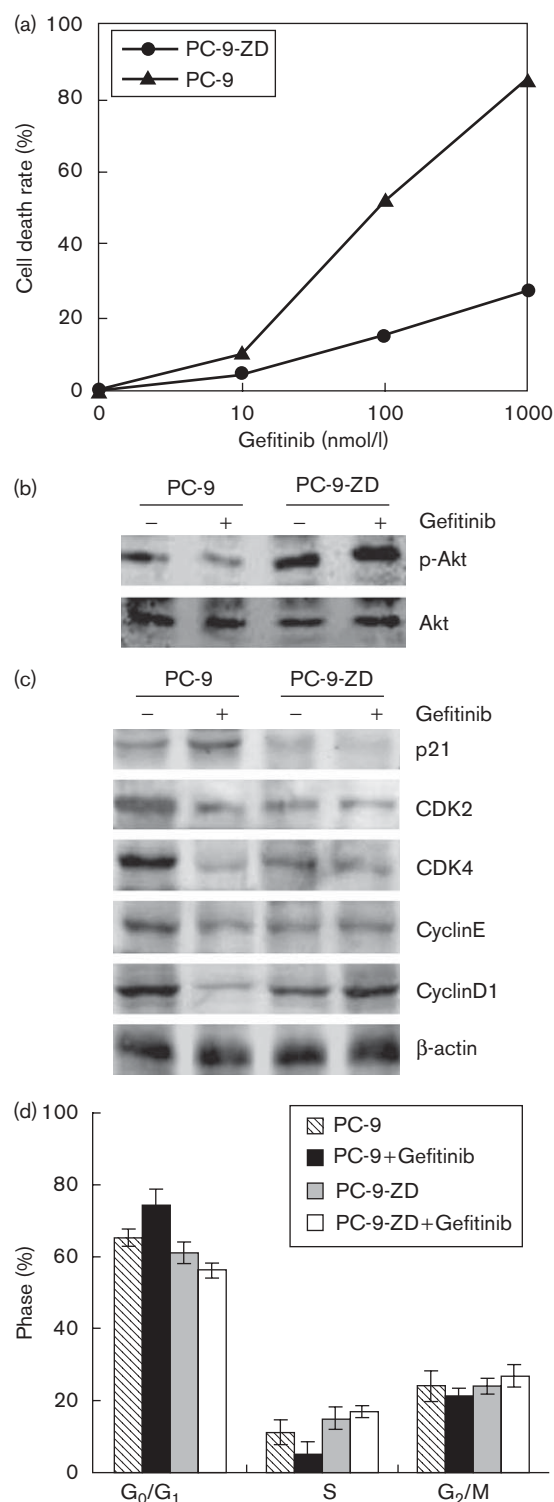 (a)
100
80
60
40
20
0
Cell death rate (%)
PC-9-ZD
PC-9
0 10 100 1000
Gefitinib (nmol/l)
(b)
PC-9 PC-9-ZD
− + − + Gefitinib
p-Akt
Akt
(c)
PC-9 PC-9-ZD
− + − + Gefitinib
p21
CDK2
CDK4
CyclinE
CyclinD1
β-actin
(d)
100
80
60
40
20
0
Phase (%)
PC-9
PC-9+Gefitinib
PC-9-ZD
PC-9-ZD+Gefitinib
G₀/G₁ S G₂/M